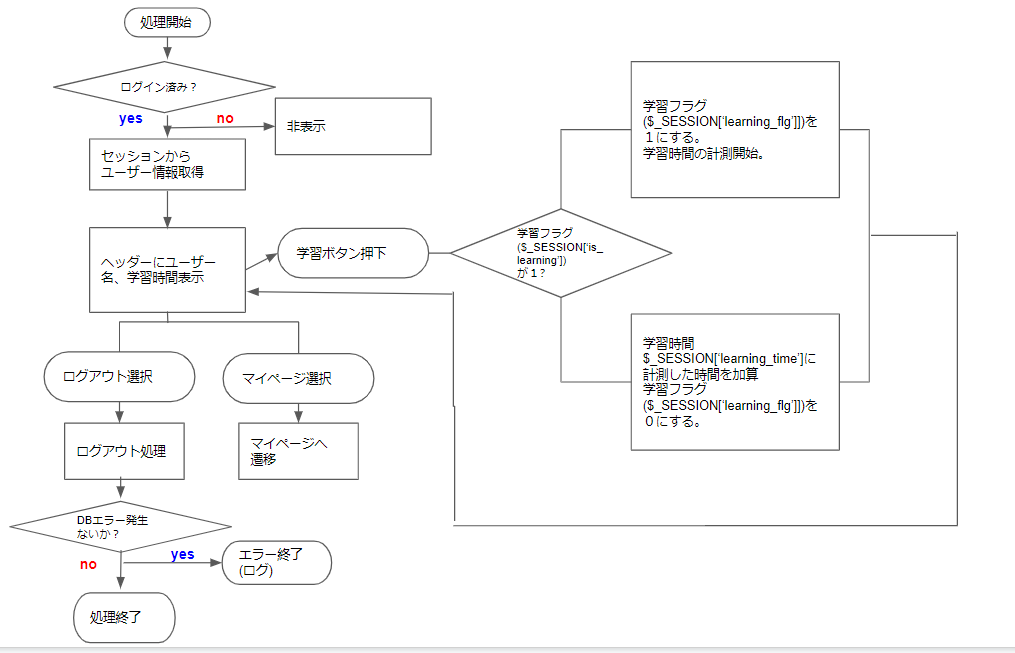 処理開始
ログイン済み？
yes
no
非表示
セッションから
ユーザー情報取得
ヘッダーにユーザー
名、学習時間表示
学習ボタン押下
学習フラグ
($_SESSION['is_
learning'])
が１？
学習フラグ
($_SESSION['learning_flg']])を
１にする。
学習時間の計測開始。
学習時間
$_SESSION['learning_time']に
計測した時間を加算
学習フラグ
($_SESSION['learning_flg']])を
０にする。
ログアウト選択
マイページ選択
ログアウト処理
マイページへ
遷移
DBエラー発生
ないか？
yes
no
エラー終了
(ログ)
処理終了